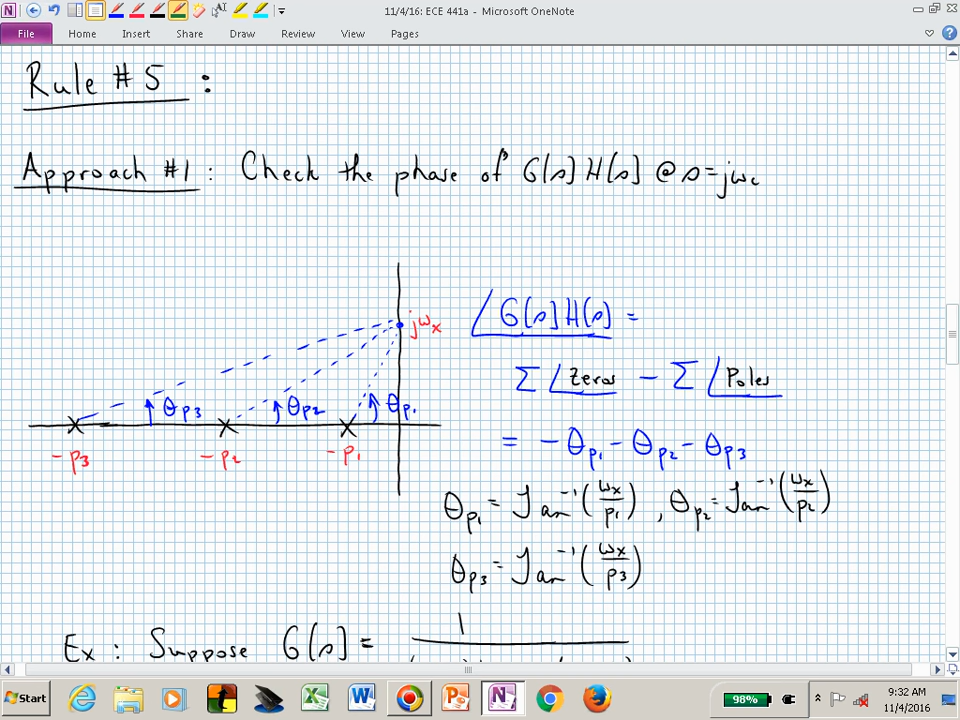 11/4/16: ECE 441a - Microsoft OneNote
File Home Insert Share Draw Review View Pages
Rule #5 :
Approach #1 : Check the phase of G(s)H(s) @ s=jωc
jωx
∠G(s)H(s) =
Σ∠Zeros − Σ∠Poles
θp3 θp2 θp1
-p3 -p2 -p1
= −θp1 − θp2 − θp3
θp1 = Tan⁻¹(ωx/p1), θp2 = Tan⁻¹(ωx/p2)
θp3 = Tan⁻¹(ωx/p3)
Ex: Suppose G(s) = 1
Start
98%
9:32 AM
11/4/2016